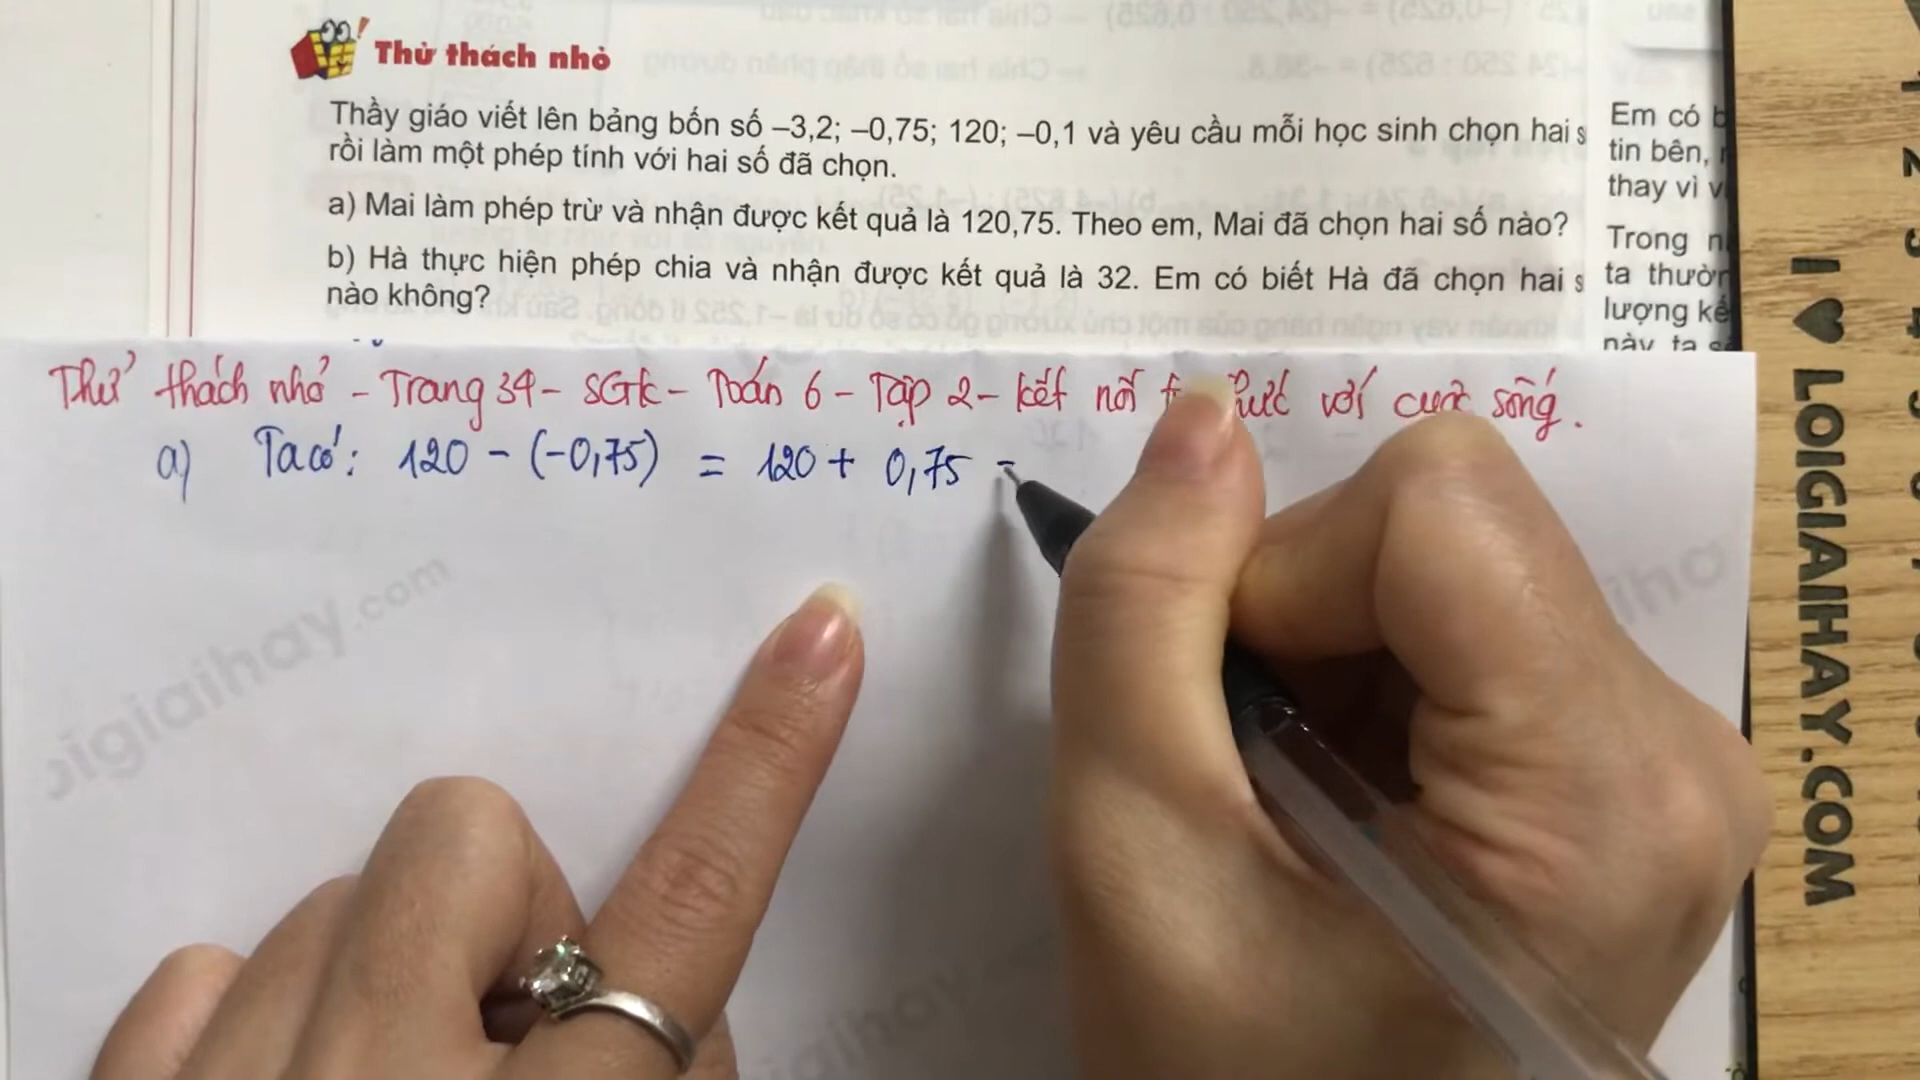 Thử thách nhỏ
Thầy giáo viết lên bảng bốn số –3,2; –0,75; 120; –0,1 và yêu cầu mỗi học sinh chọn hai s
rồi làm một phép tính với hai số đã chọn.
a) Mai làm phép trừ và nhận được kết quả là 120,75. Theo em, Mai đã chọn hai số nào?
b) Hà thực hiện phép chia và nhận được kết quả là 32. Em có biết Hà đã chọn hai s
nào không?
Em có b
tin bên,
thay vì v
Trong n
ta thườn
lượng kế
này ta s
Thử thách nhỏ - Trang 34 - SGK - Toán 6 - Tập 2 - Kết nối với cuộc sống.
a) Ta có: 120 - (-0,75) = 120 + 0,75 =
loigiaihay.com
I ♥ LOIGIAIHAY.COM